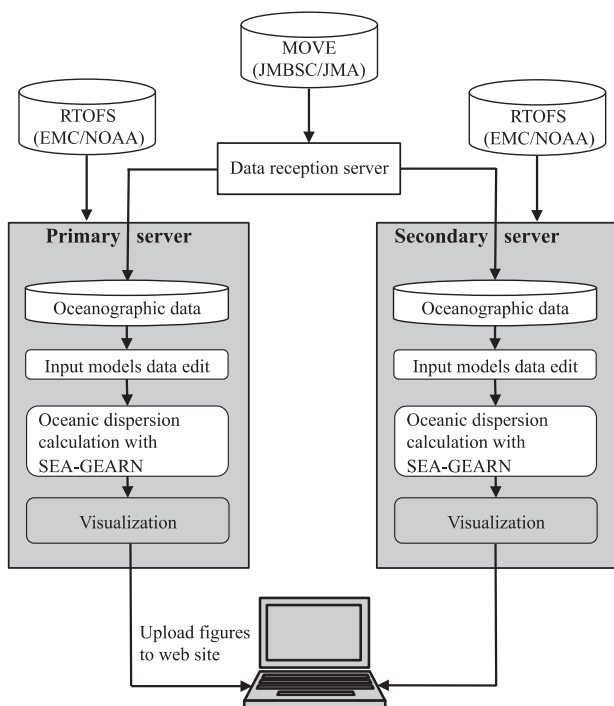 MOVE
(JMBSC/JMA)
RTOFS
(EMC/NOAA)
RTOFS
(EMC/NOAA)
Data reception server
Primary server
Oceanographic data
Input models data edit
Oceanic dispersion
calculation with
SEA-GEARN
Visualization
Secondary server
Oceanographic data
Input models data edit
Oceanic dispersion
calculation with
SEA-GEARN
Visualization
Upload figures
to web site